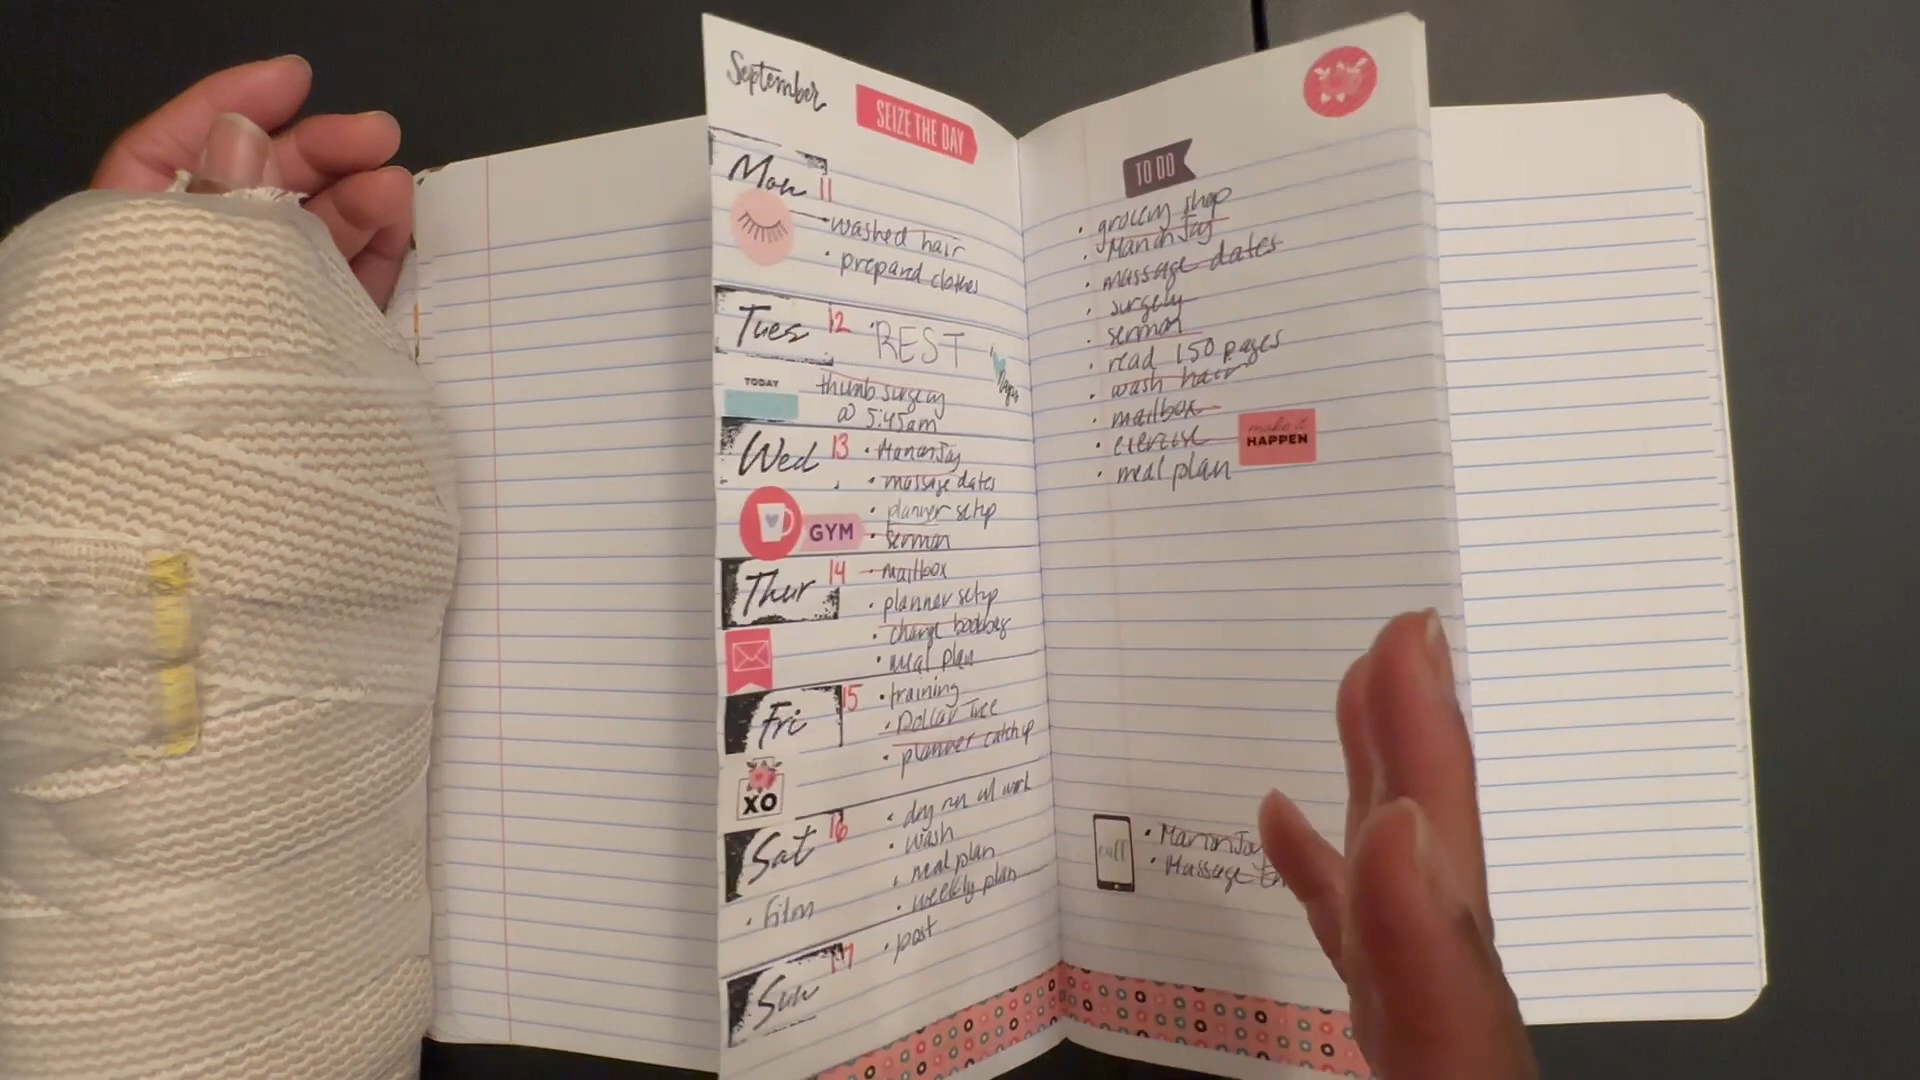 September
SEIZE THE DAY
Mon 11
washed hair
• prepared clothes
Tues 12 • REST
TODAY
thumb surgery
@ 5:45am
Wed 13 • ManonJay
• massage dates
• planner setup
GYM • sermon
Thur 14 - mailbox
• planner setup
• change bookbag
• meal plan
Fri 15 • training
• Dollar Tree
• planner catchup
XO
Sat 16 • dry run w/ work
• wash
• meal plan
• weekly plan
• Film
• post
Sun 17
TO DO
• grocery shop
• ManonJay
• massage dates
• surgery
• sermon
• read 150 pages
• wash hair
• mailbox
• exercise
• meal plan
make it
HAPPEN
call
• ManonJay
• Massage